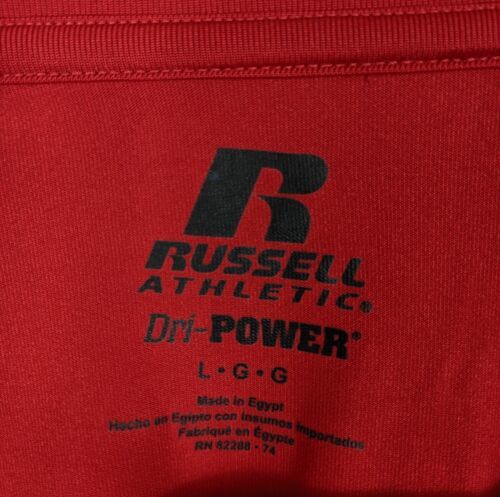 R
RUSSELL
ATHLETIC®
Dri-POWER®
L • G • G
Made in Egypt
Hecho en Egipto con insumos importados
Fabriqué en Égypte
RN 82288 • 74